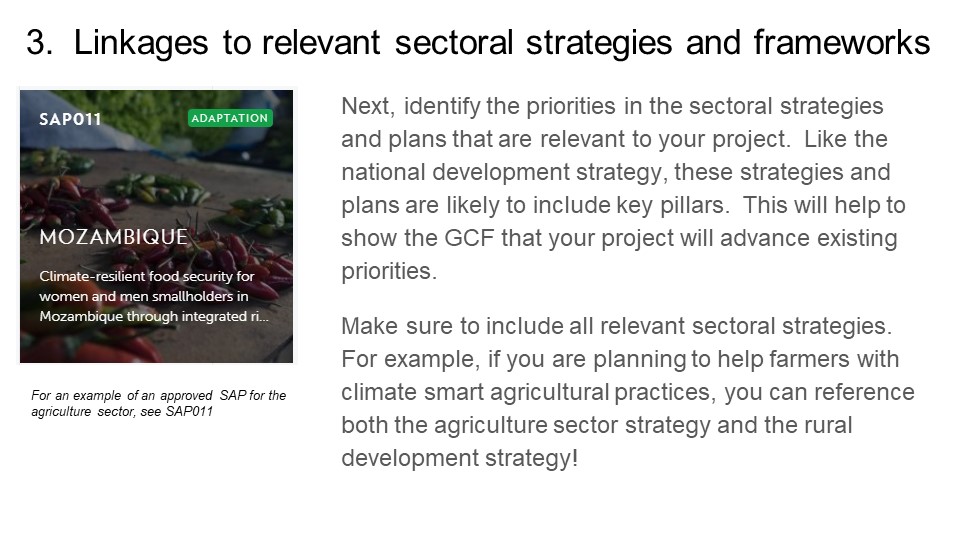 3. Linkages to relevant sectoral strategies and frameworks
SAP011
ADAPTATION
MOZAMBIQUE
Climate-resilient food security for
women and men smallholders in
Mozambique through integrated ri...
For an example of an approved SAP for the
agriculture sector, see SAP011
Next, identify the priorities in the sectoral strategies
and plans that are relevant to your project. Like the
national development strategy, these strategies and
plans are likely to include key pillars. This will help to
show the GCF that your project will advance existing
priorities.
Make sure to include all relevant sectoral strategies.
For example, if you are planning to help farmers with
climate smart agricultural practices, you can reference
both the agriculture sector strategy and the rural
development strategy!